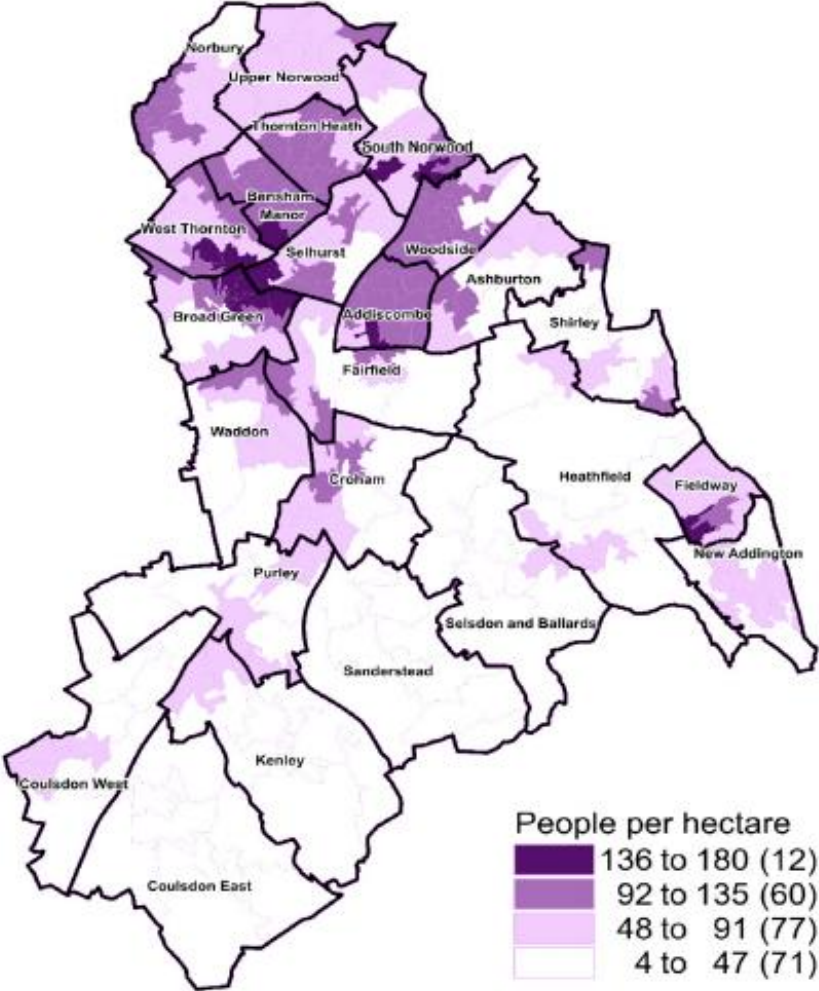 Norbury
Upper Norwood
Thornton Heath
South Norwood
Bensham
Manor
West Thornton
Selhurst
Woodside
Ashburton
Broad Green
Addiscombe
Shirley
Fairfield
Waddon
Croham
Heathfield
Fieldway
New Addington
Purley
Selsdon and Ballards
Sanderstead
Kenley
Coulsdon West
Coulsdon East
People per hectare
136 to 180 (12)
92 to 135 (60)
48 to 91 (77)
4 to 47 (71)